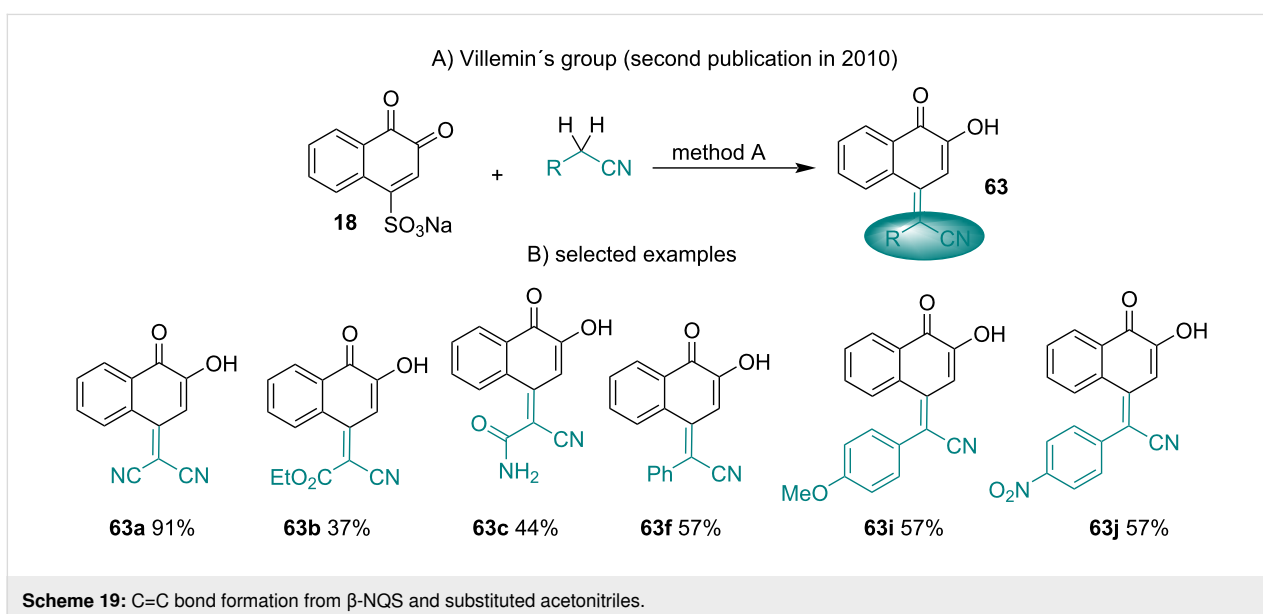 A) Villemin´s group (second publication in 2010)
O
O
SO₃Na
18
+
H H
R CN
method A
O
OH
R CN
63
B) selected examples
O
OH
NC CN
63a 91%
O
OH
EtO₂C CN
63b 37%
O
OH
O
CN
NH₂
63c 44%
O
OH
Ph CN
63f 57%
O
OH
CN
MeO
63i 57%
O
OH
CN
O₂N
63j 57%
Scheme 19: C=C bond formation from β-NQS and substituted acetonitriles.